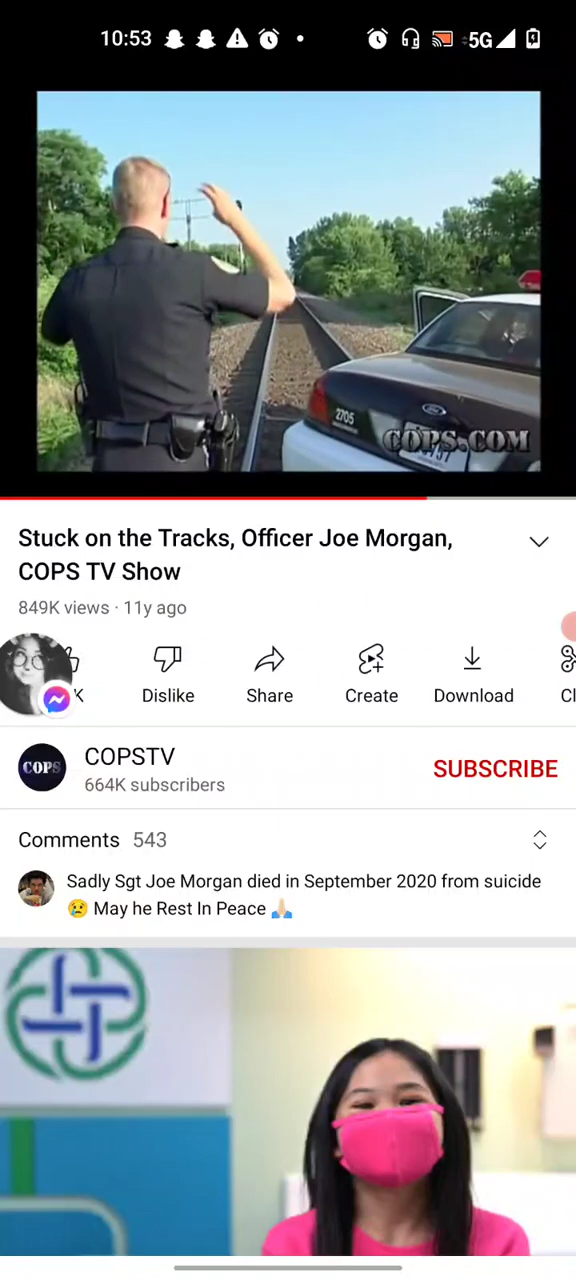 10:53
5G
2705
COPS.COM
Stuck on the Tracks, Officer Joe Morgan,
COPS TV Show
849K views · 11y ago
K
Dislike
Share
Create
Download
Cl
COPS
COPSTV
664K subscribers
SUBSCRIBE
Comments 543
Sadly Sgt Joe Morgan died in September 2020 from suicide
😢 May he Rest In Peace 🙏🏻